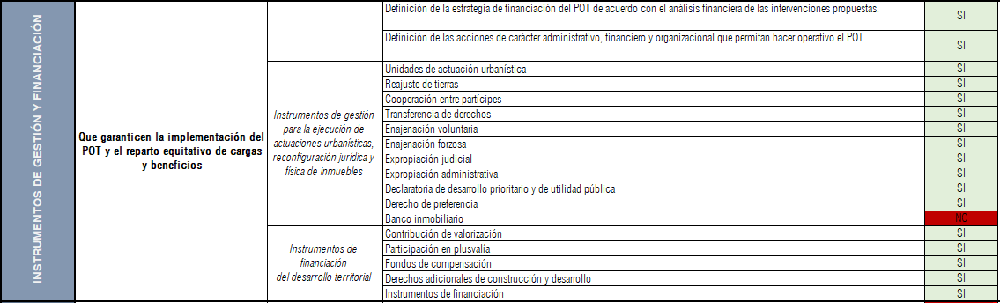 INSTRUMENTOS DE GESTIÓN Y FINANCIACIÓN
Que garanticen la implementación del
POT y el reparto equitativo de cargas
y beneficios
Definición de la estrategia de financiación del POT de acuerdo con el análisis financiera de las intervenciones propuestas. SI
Definición de las acciones de carácter administrativo, financiero y organizacional que permitan hacer operativo el POT. SI
Instrumentos de gestión
para la ejecución de
actuaciones urbanísticas,
reconfiguración jurídica y
física de inmuebles
Unidades de actuación urbanística SI
Reajuste de tierras SI
Cooperación entre partícipes SI
Transferencia de derechos SI
Enajenación voluntaria SI
Enajenación forzosa SI
Expropiación judicial SI
Expropiación administrativa SI
Declaratoria de desarrollo prioritario y de utilidad pública SI
Derecho de preferencia SI
Banco inmobiliario NO
Instrumentos de
financiación
del desarrollo territorial
Contribución de valorización SI
Participación en plusvalía SI
Fondos de compensación SI
Derechos adicionales de construcción y desarrollo SI
Instrumentos de financiación SI